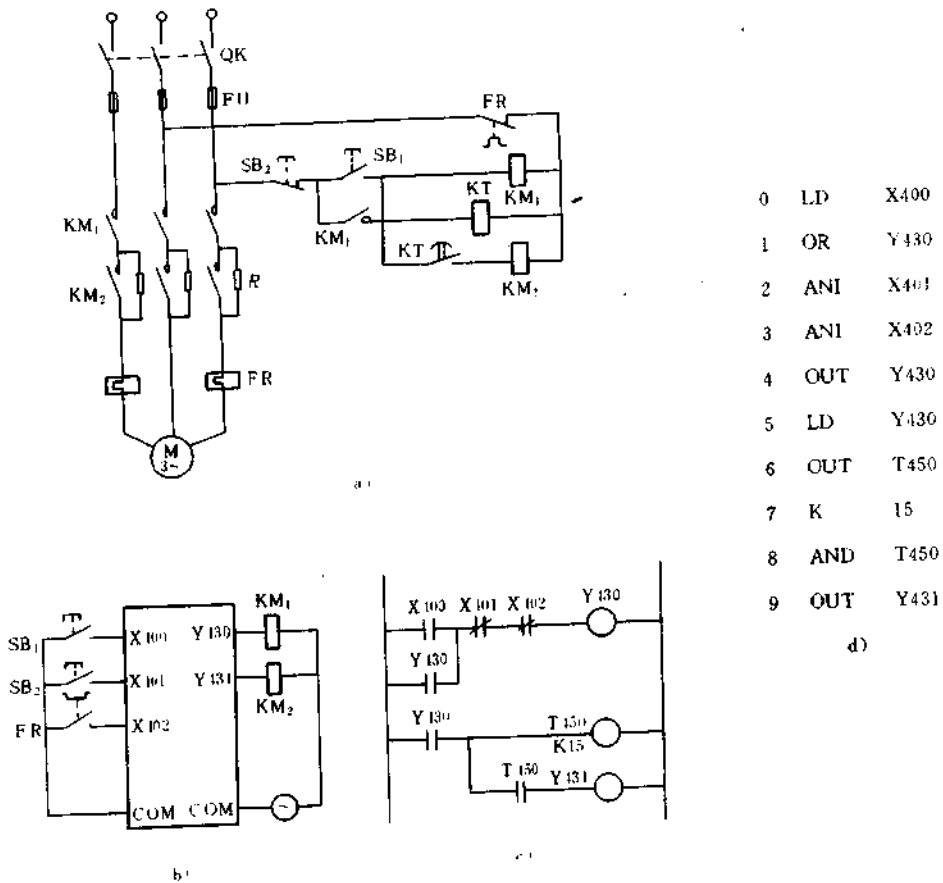 QK
FU
FR
SB₂
SB₁
KM₁
KT
KM₁
KM₁
KT
KM₂
KM₂
R
FR
M
3~
a)
0 LD X400
1 OR Y430
2 ANI X401
3 ANI X402
4 OUT Y430
5 LD Y430
6 OUT T450
7 K 15
8 AND T450
9 OUT Y431
d)
SB₁
X400
Y430
KM₁
SB₂
X401
Y431
KM₂
FR
X402
COM
COM
~
b)
X400
X401
X402
Y430
Y430
Y430
T450
K15
T450
Y431
c)